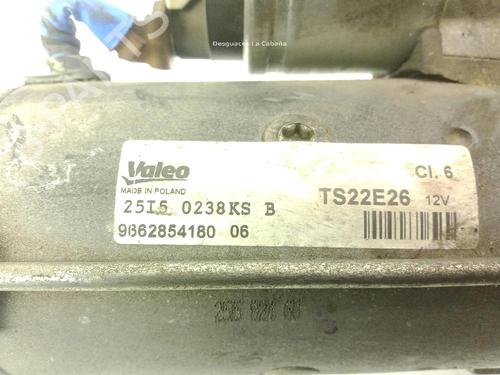 Desguaces La Cabaña
Valeo
Cl. 6
MADE IN POLAND
TS22E26 12V
25I5 0238KS B
9662854180 06